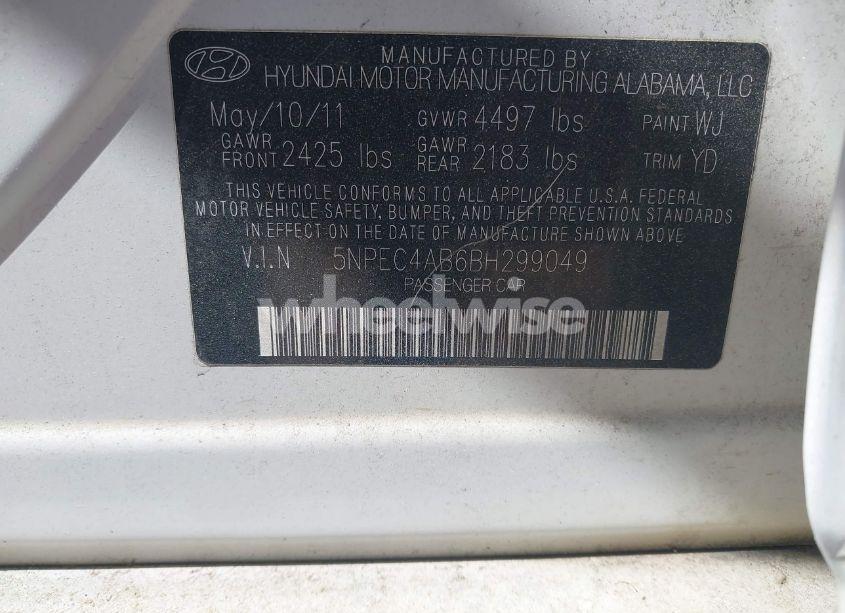 MANUFACTURED BY
HYUNDAI MOTOR MANUFACTURING ALABAMA, LLC
May/10/11 GVWR 4497 lbs PAINT WJ
GAWR FRONT 2425 lbs GAWR REAR 2183 lbs TRIM YD
THIS VEHICLE CONFORMS TO ALL APPLICABLE U.S.A. FEDERAL
MOTOR VEHICLE SAFETY, BUMPER, AND THEFT PREVENTION STANDARDS
IN EFFECT ON THE DATE OF MANUFACTURE SHOWN ABOVE
V.I.N 5NPEC4AB6BH299049
PASSENGER CAR
wheelwise